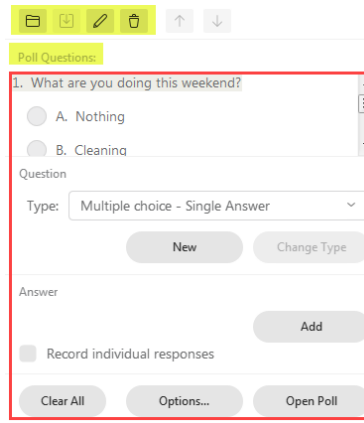 Poll Questions:
1. What are you doing this weekend?
A. Nothing
B. Cleaning
Question
Type: Multiple choice - Single Answer
New Change Type
Answer
Add
Record individual responses
Clear All Options... Open Poll